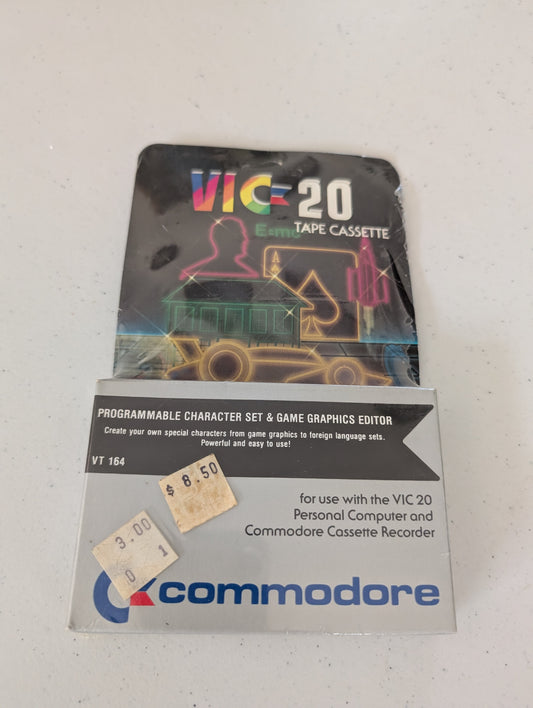 VIC 20
TAPE CASSETTE
E=mc
A
PROGRAMMABLE CHARACTER SET & GAME GRAPHICS EDITOR
Create your own special characters from game graphics to foreign language sets.
Powerful and easy to use!
VT 164
$ 8.50
for use with the VIC 20
Personal Computer and
Commodore Cassette Recorder
3.00
0 1
commodore